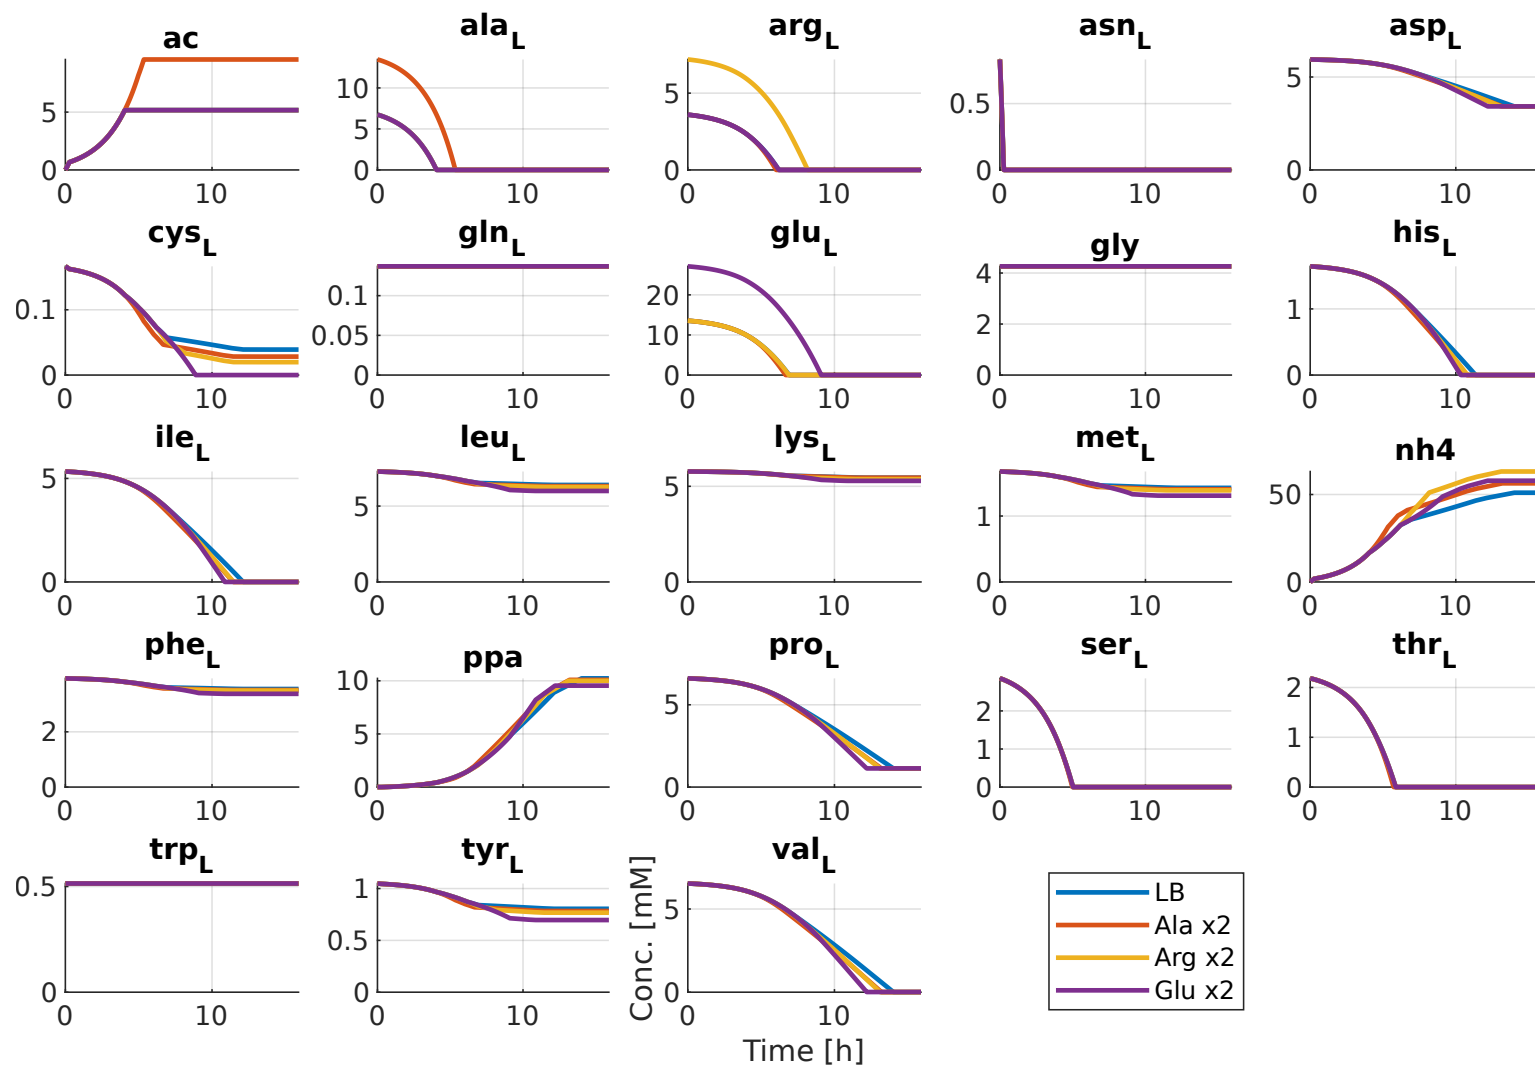 ac
ala_L
arg_L
asn_L
asp_L
5
0
0 10
10
5
0
0 10
5
0
0 10
0.5
0
0 10
5
0
0 10
cys_L
gln_L
glu_L
gly
his_L
0.1
0
0 10
0.1
0.05
0
0 10
20
10
0
0 10
4
2
0
0 10
1
0
0 10
ile_L
leu_L
lys_L
met_L
nh4
5
0
0 10
5
0
0 10
5
0
0 10
1
0
0 10
50
0
0 10
phe_L
ppa
pro_L
ser_L
thr_L
2
0
0 10
10
5
0
0 10
5
0
0 10
2
1
0
0 10
2
1
0
0 10
trp_L
tyr_L
val_L
0.5
0
0 10
1
0.5
0
0 10
Conc. [mM]
5
0
0 10
Time [h]
LB
Ala x2
Arg x2
Glu x2